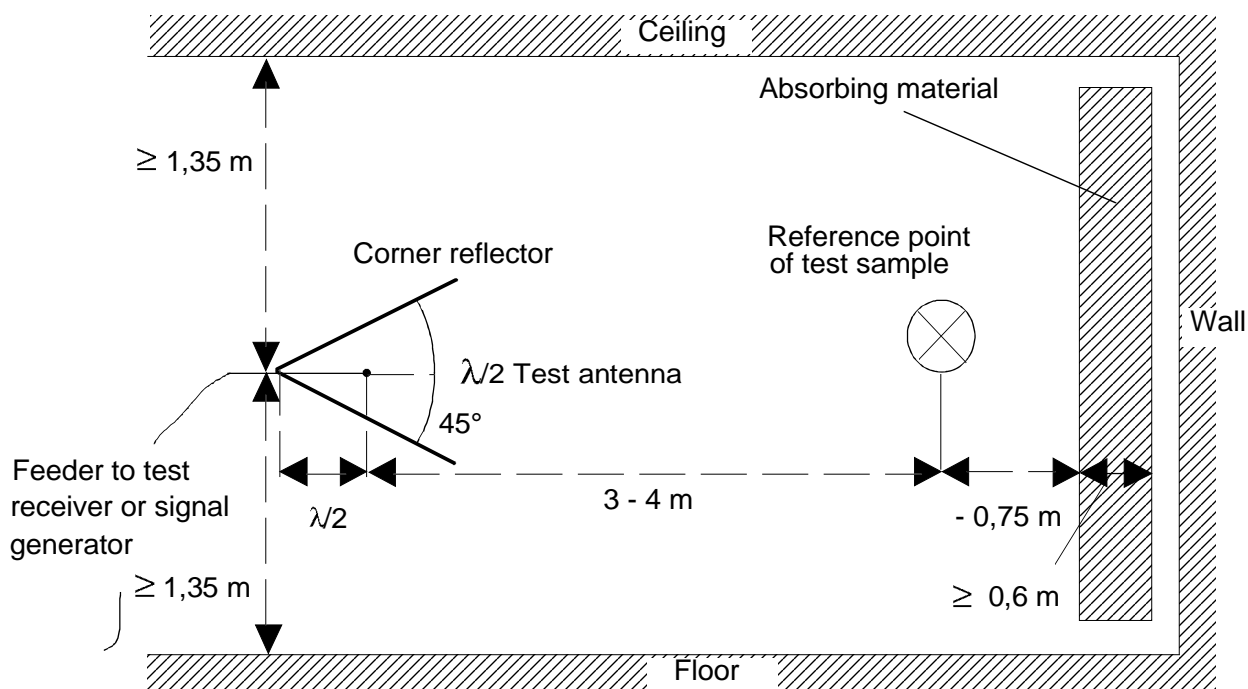 Ceiling
Absorbing material
≥ 1,35 m
Corner reflector
Reference point
of test sample
Wall
λ/2 Test antenna
45°
Feeder to test
receiver or signal
generator
λ/2
3 - 4 m
- 0,75 m
≥ 1,35 m
≥ 0,6 m
Floor